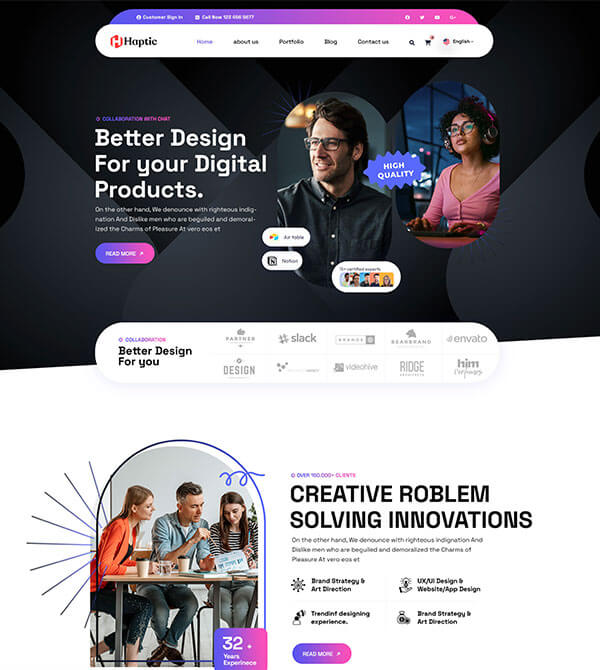 Customer Sign In
Call Now 123 456 5677
Haptic
Home
about us
Portfolio
Blog
Contact us
English
COLLABORATION WITH CHAT
Better Design
For your Digital
Products.
On the other hand, We denounce with righteous indig-
nation And Dislike men who are beguiled and demoral-
ized the Charms of Pleasure At vero eos et
READ MORE
HIGH
QUALITY
Air table
Notion
1k+ certified experts
COLLABORATION
Better Design
For you
PARTNER
slack
BRANDS
BEARBRAND
envato
DESIGN
videohive
RIDGE
ARCHITECTS
him
OVER 150,000+ CLIENTS
CREATIVE ROBLEM
SOLVING INNOVATIONS
On the other hand, We denounce with righteous indignation And
Dislike men who are beguiled and demoralized the Charms of
Pleasure At vero eos et
Brand Strategy &
Art Direction
UX/UI Design &
Website/App Design
Trendinf designing
experience.
Brand Strategy &
Art Direction
32 +
Years
Experinece
READ MORE